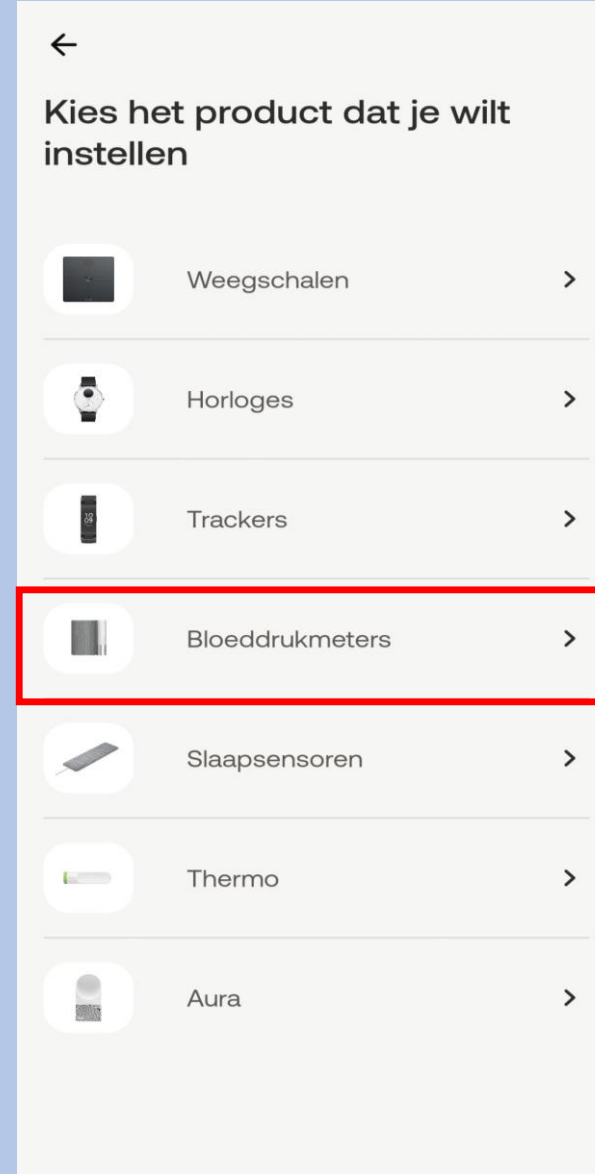 Kies het product dat je wilt
instellen
Weegschalen
Horloges
Trackers
Bloeddrukmeters
Slaapsensoren
Thermo
Aura